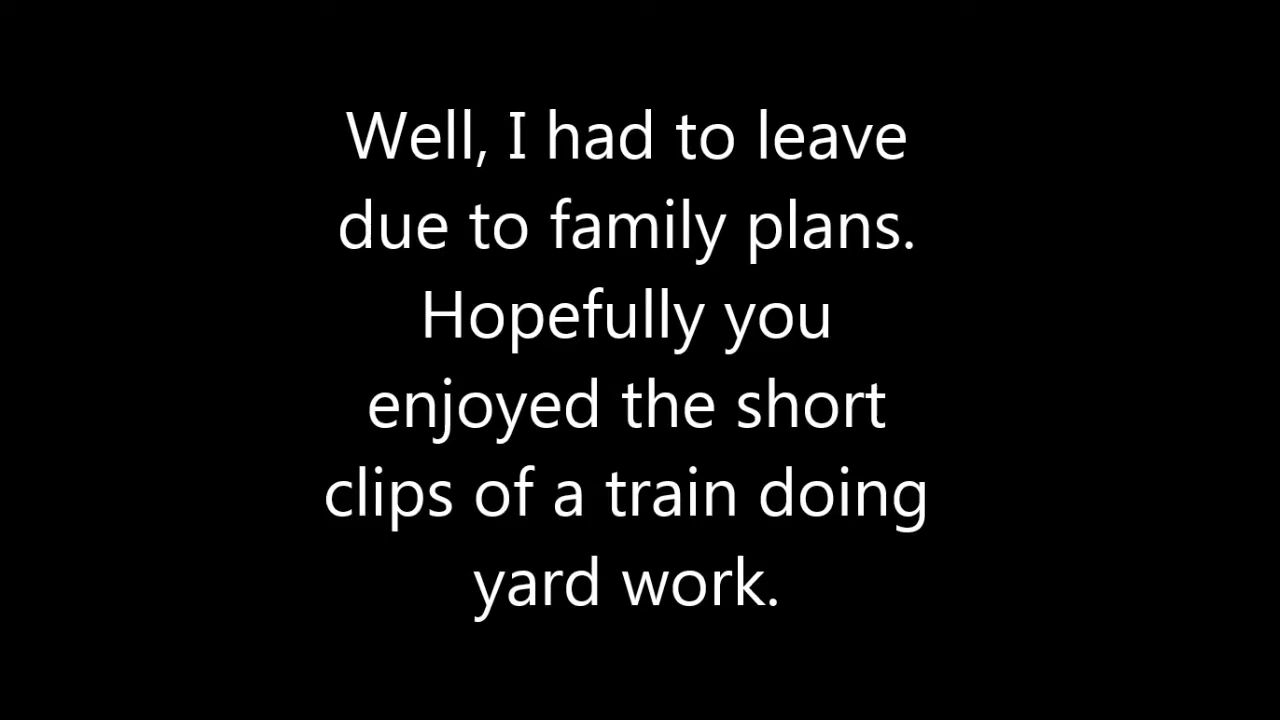 Well, I had to leave
due to family plans.
Hopefully you
enjoyed the short
clips of a train doing
yard work.